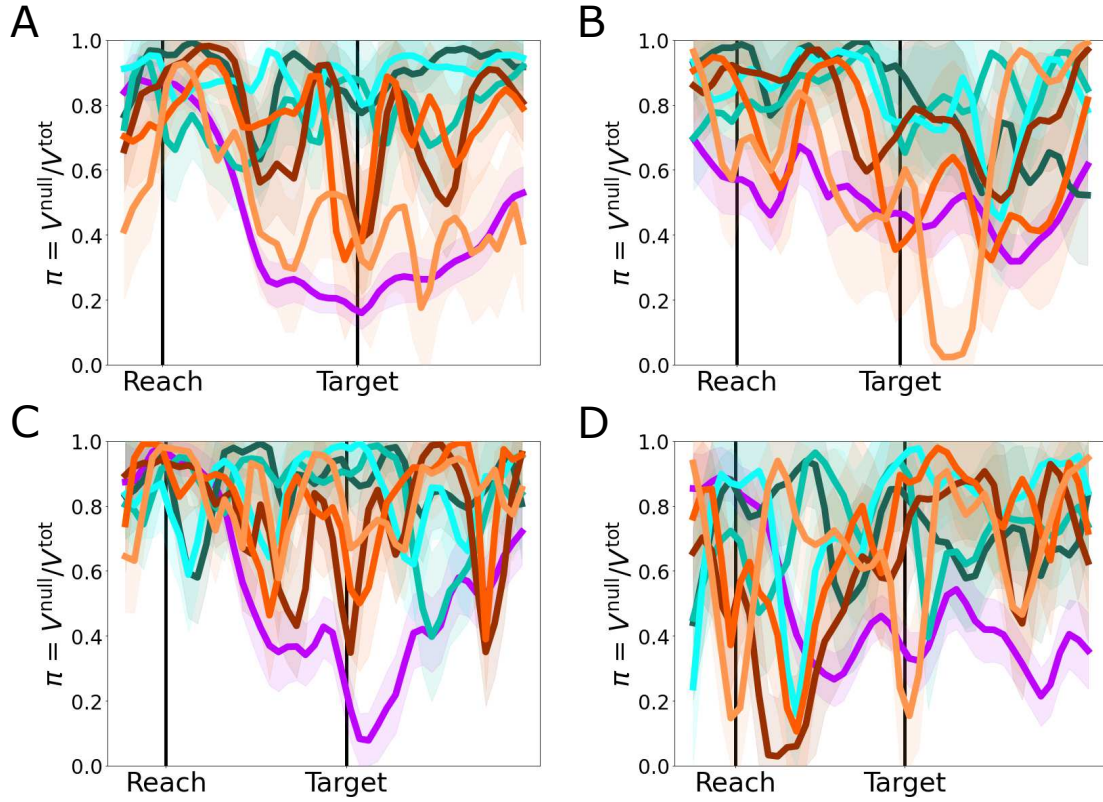 A
π = V^null/V^tot
1.0
0.8
0.6
0.4
0.2
0.0
Reach Target
B
π = V^null/V^tot
1.0
0.8
0.6
0.4
0.2
0.0
Reach Target
C
π = V^null/V^tot
1.0
0.8
0.6
0.4
0.2
0.0
Reach Target
D
π = V^null/V^tot
1.0
0.8
0.6
0.4
0.2
0.0
Reach Target